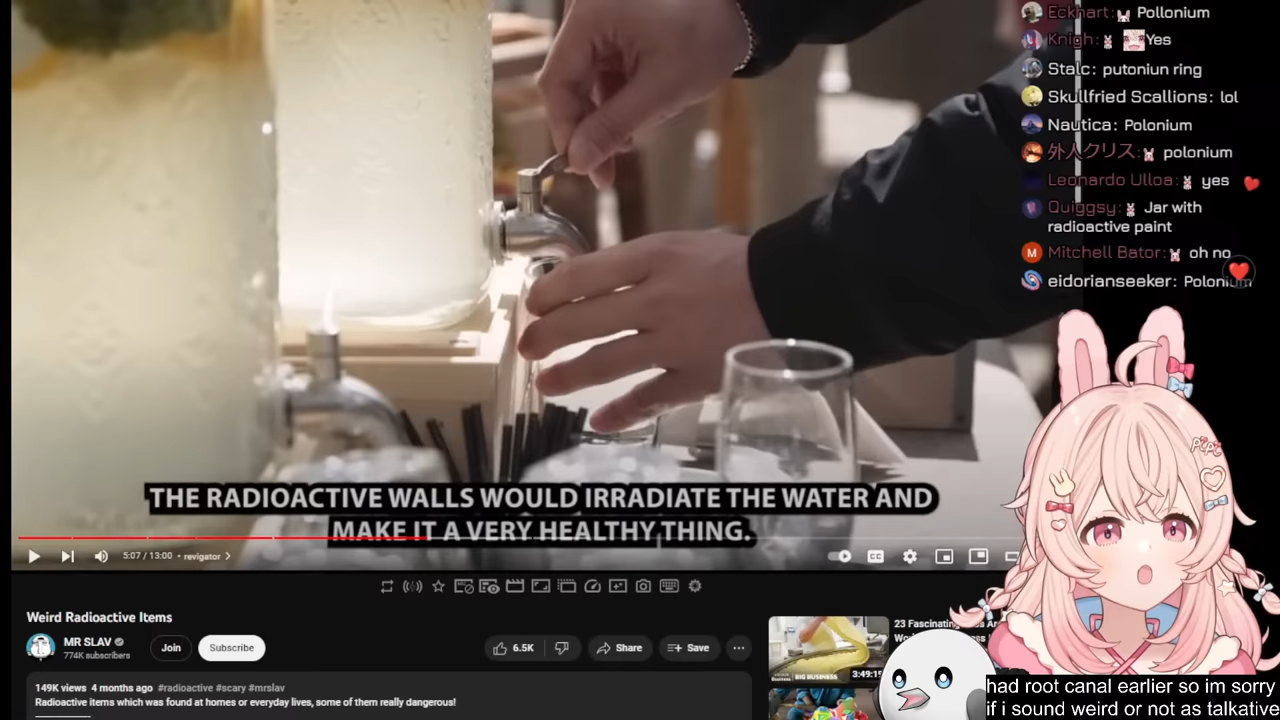 Eckhart: Pollonium
Knigh: Yes
Stalc: putoniun ring
Skullfried Scallions: lol
Nautica: Polonium
外人クリス: polonium
Leonardo Ulloa: yes
Quiggsy: Jar with
radioactive paint
Mitchell Bator: oh no
eidorianseeker: Polonium
THE RADIOACTIVE WALLS WOULD IRRADIATE THE WATER AND
MAKE IT A VERY HEALTHY THING.
5:07 / 13:00 • revigator >
Weird Radioactive Items
MR SLAV
774K subscribers
Join
Subscribe
6.5K
Share
Save
149K views 4 months ago #radioactive #scary #mrslav
Radioactive items which was found at homes or everyday lives, some of them really dangerous!
23 Fascinating
BIG BUSINESS
3:49:19
Pipi
had root canal earlier so im sorry
if i sound weird or not as talkative